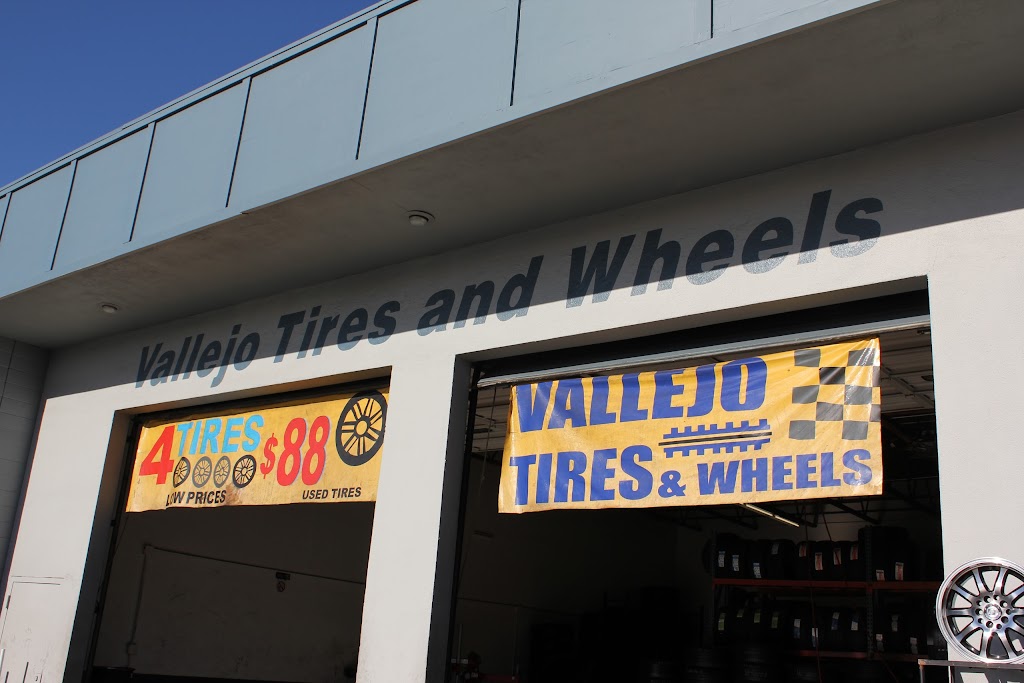 Vallejo Tires and Wheels
4 TIRES $88
LOW PRICES
USED TIRES
VALLEJO
TIRES & WHEELS